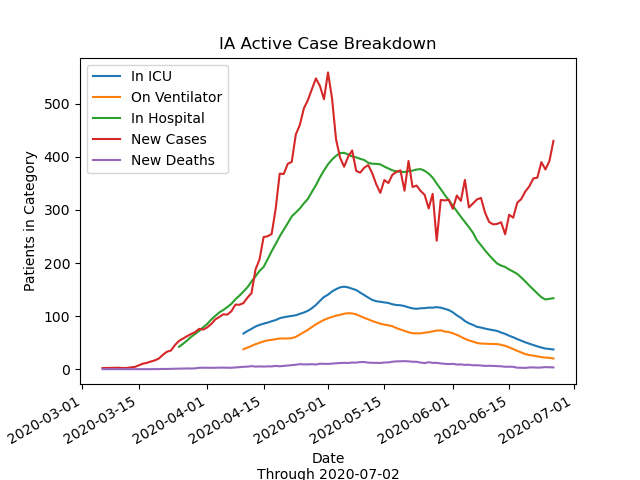 IA Active Case Breakdown
In ICU
On Ventilator
In Hospital
New Cases
New Deaths
Patients in Category
500
400
300
200
100
0
2020-03-01
2020-03-15
2020-04-01
2020-04-15
2020-05-01
2020-05-15
2020-06-01
2020-06-15
2020-07-01
Date
Through 2020-07-02